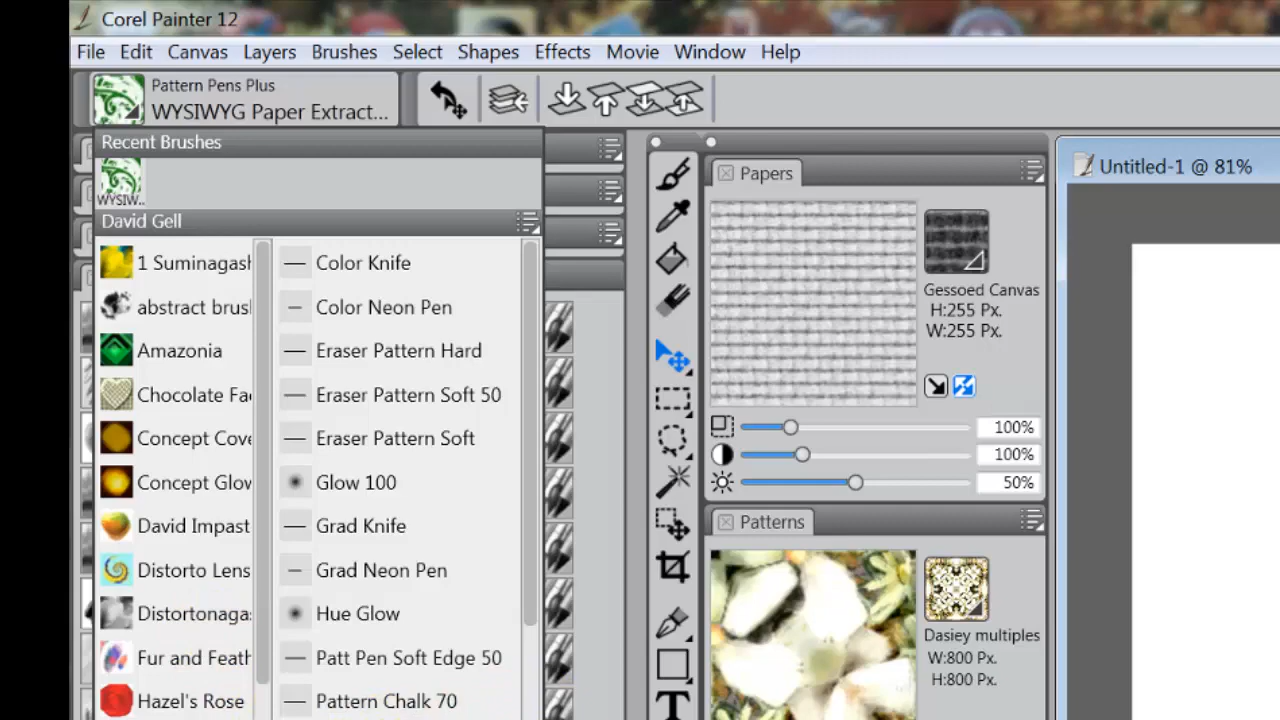 Corel Painter 12
File Edit Canvas Layers Brushes Select Shapes Effects Movie Window Help
Pattern Pens Plus
WYSIWYG Paper Extract...
Recent Brushes
WYSIW..
David Gell
1 Suminagash
abstract brus
Amazonia
Chocolate Fa
Concept Cove
Concept Glow
David Impast
Distorto Lens
Distortonaga
Fur and Feath
Hazel's Rose
Color Knife
Color Neon Pen
Eraser Pattern Hard
Eraser Pattern Soft 50
Eraser Pattern Soft
Glow 100
Grad Knife
Grad Neon Pen
Hue Glow
Patt Pen Soft Edge 50
Pattern Chalk 70
Papers
Gessoed Canvas
H:255 Px.
W:255 Px.
100%
100%
50%
Patterns
Dasiey multiples
W:800 Px.
H:800 Px.
Untitled-1 @ 81%